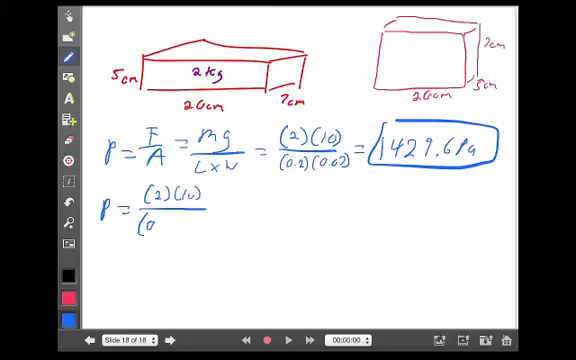 5cm
2kg
20cm
7cm
7cm
5cm
20cm
P = F/A = mg/L×W = (2)(10)/(0.2)(0.07) = 1429.6 Pa
P = (2)(10)/(0
Slide 18 of 18
00:00:00